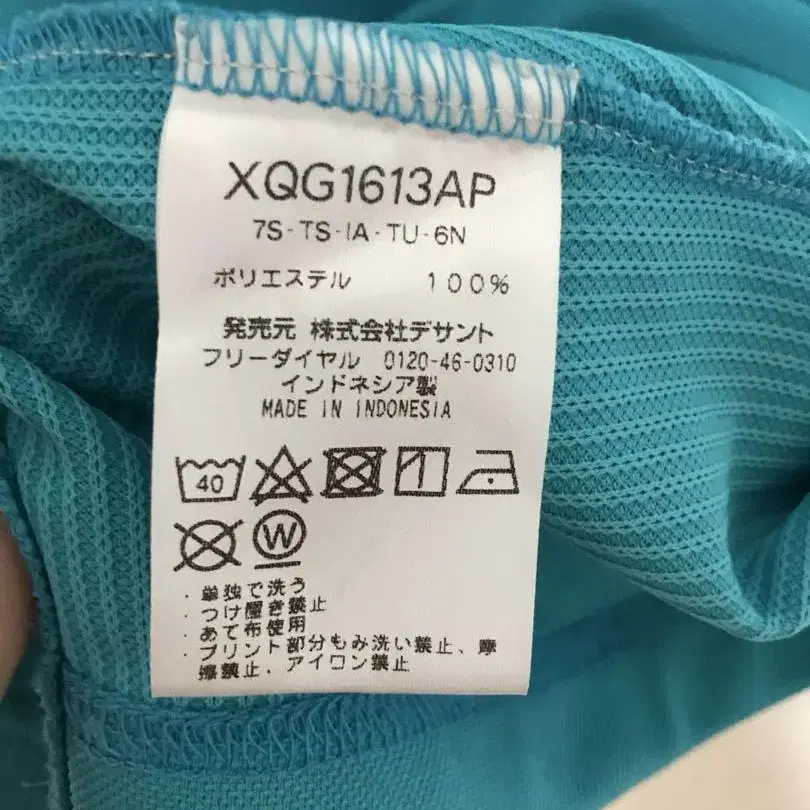 XQG1613AP
7S-TS-IA-TU-6N
ポリエステル 100%
発売元 株式会社デサント
フリーダイヤル 0120-46-0310
インドネシア製
MADE IN INDONESIA
40
W
・単独で洗う
・つけ置き禁止
・あて布使用
・プリント部分もみ洗い禁止、摩
擦禁止、アイロン禁止